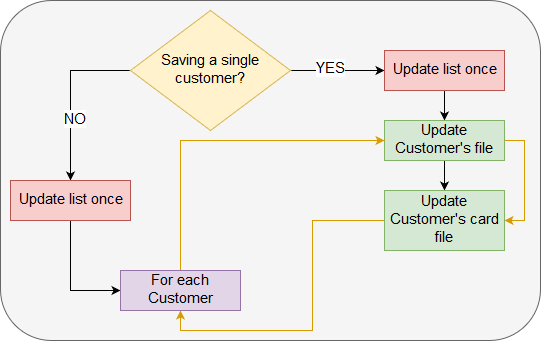 Saving a single
customer?
YES
Update list once
NO
Update
Customer's file
Update list once
Update
Customer's card
file
For each
Customer